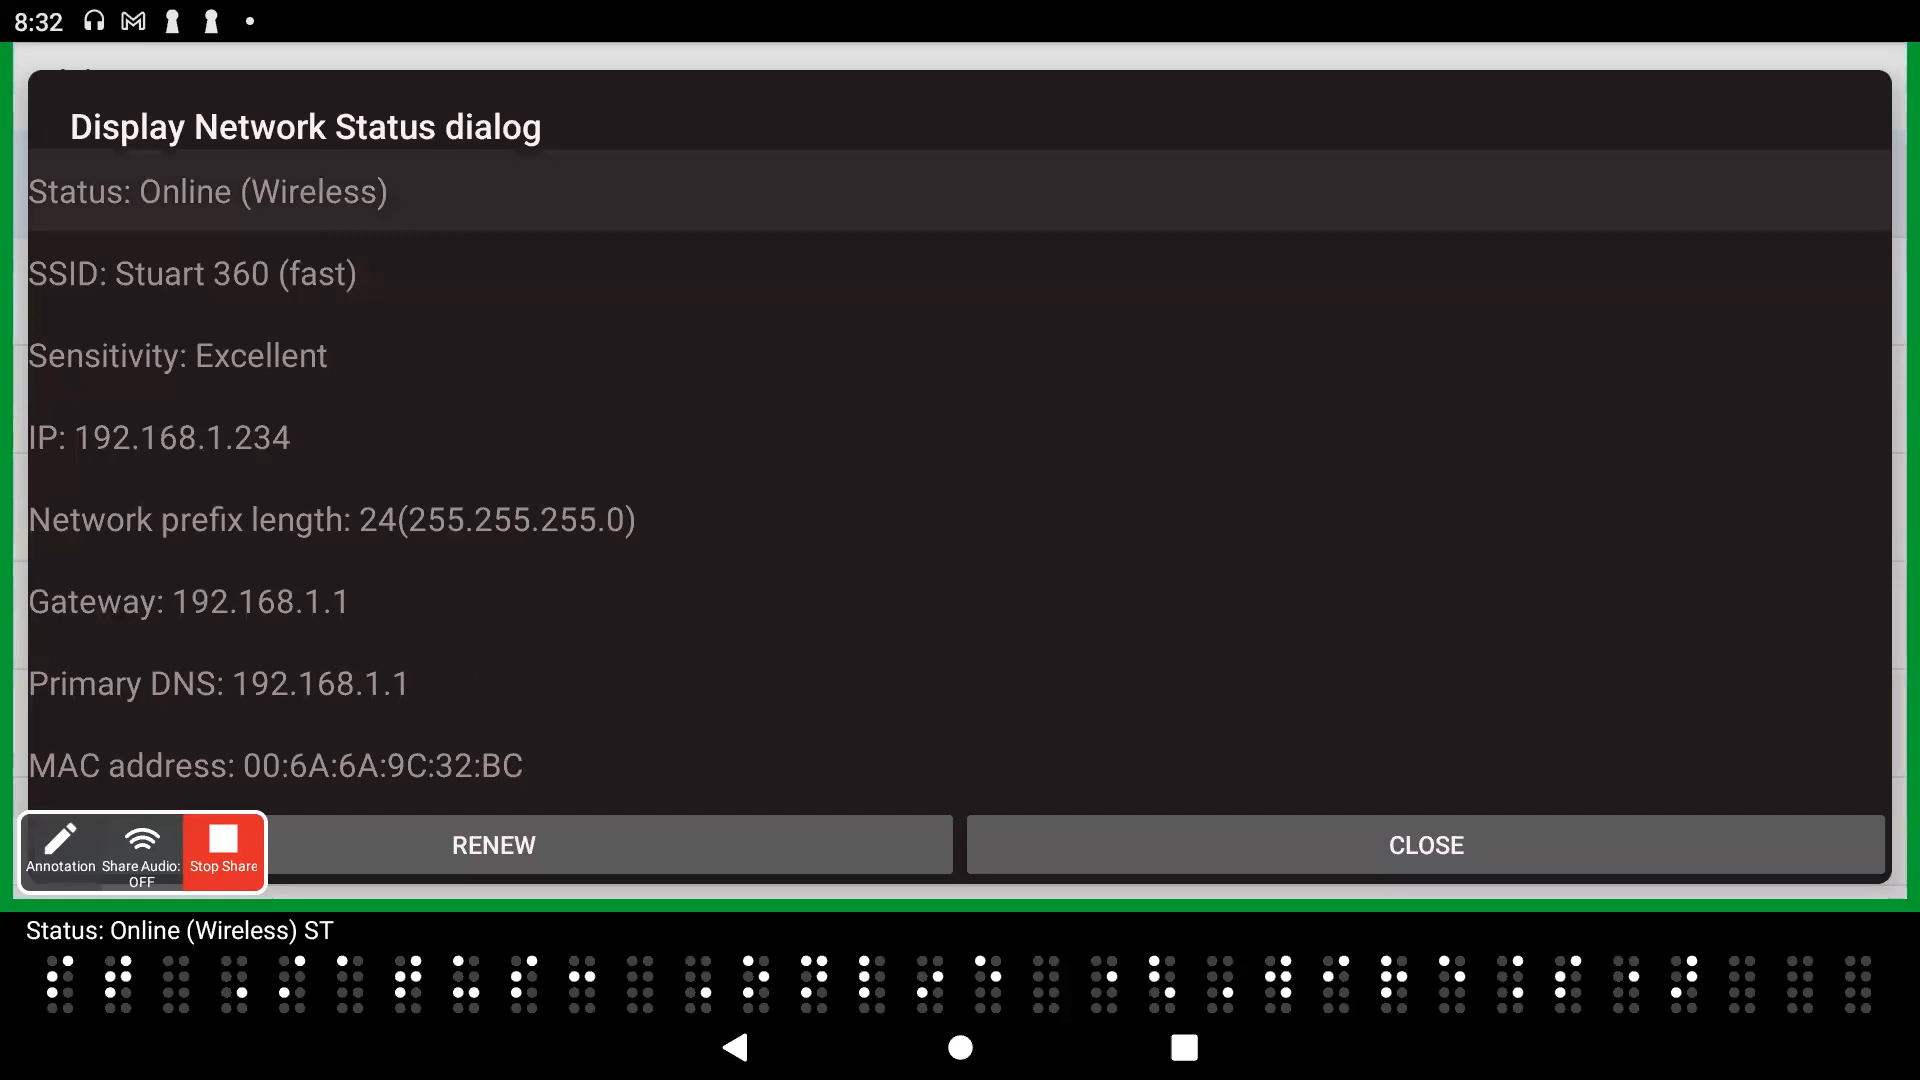 8:32
Display Network Status dialog
Status: Online (Wireless)
SSID: Stuart 360 (fast)
Sensitivity: Excellent
IP: 192.168.1.234
Network prefix length: 24(255.255.255.0)
Gateway: 192.168.1.1
Primary DNS: 192.168.1.1
MAC address: 00:6A:6A:9C:32:BC
RENEW
CLOSE
Annotation
Share Audio:
OFF
Stop Share
Status: Online (Wireless) ST